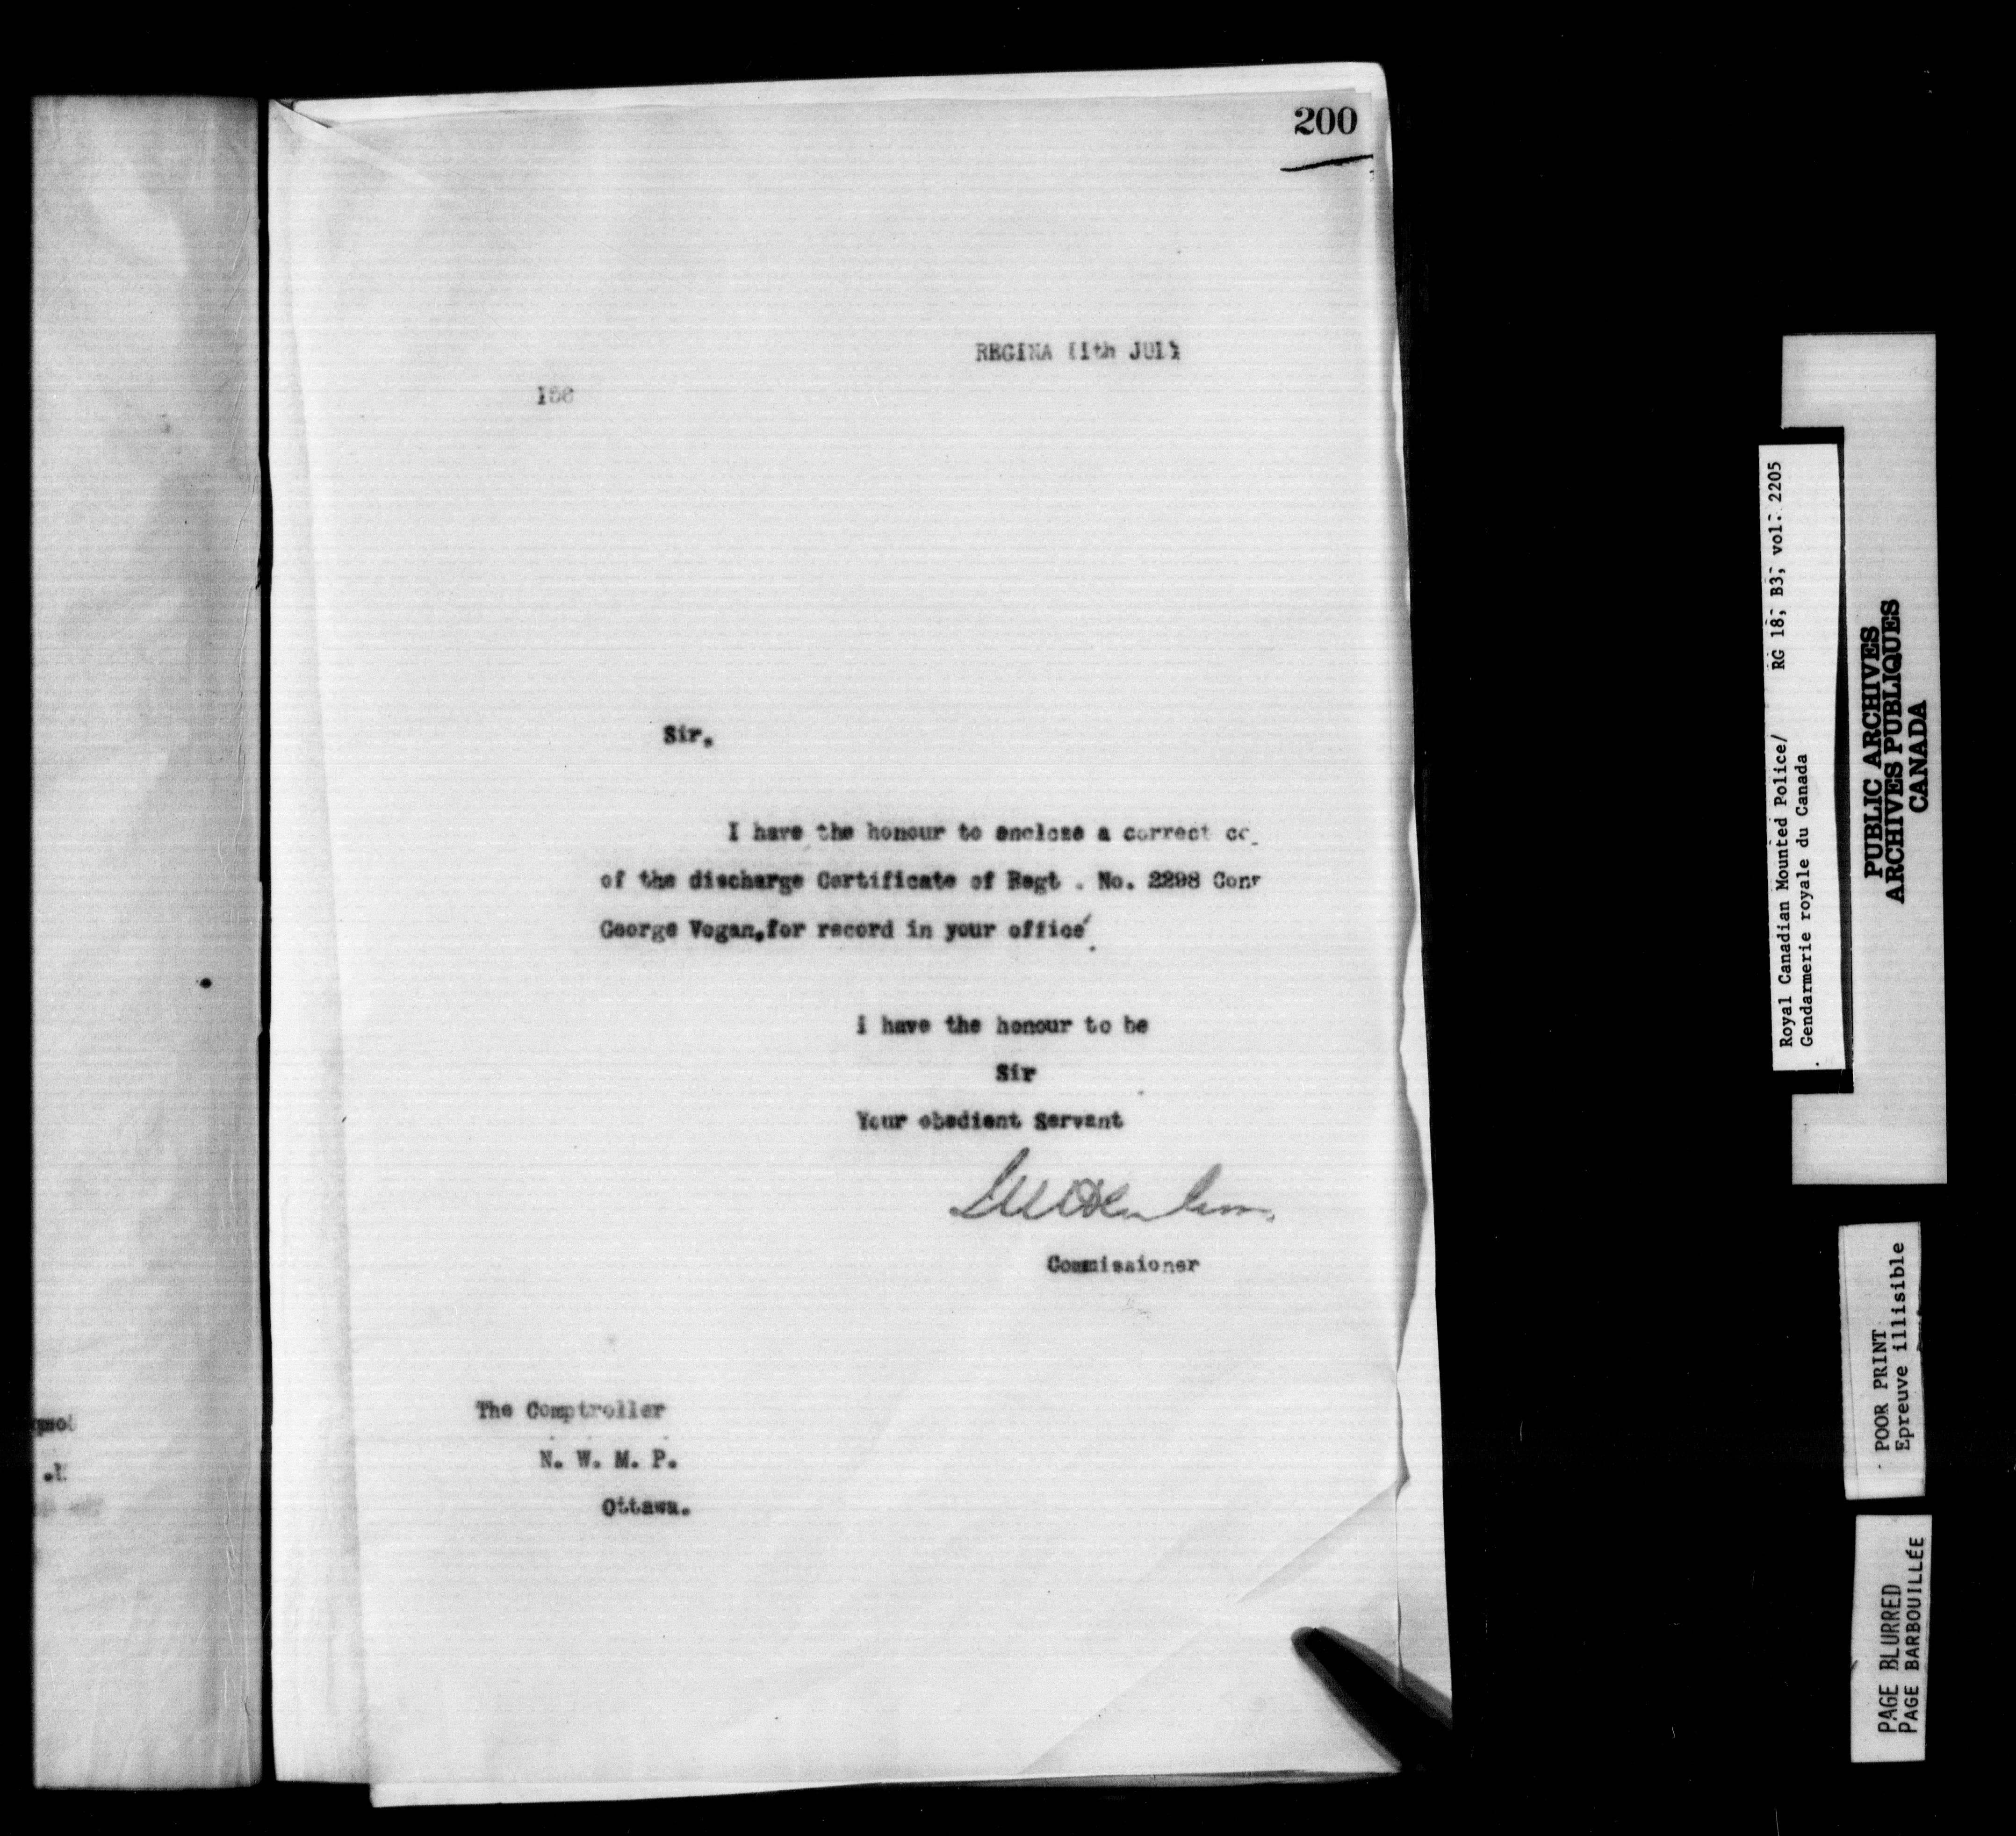 200
REGINA 11th JULY
Sir.
I have the honour to enclose a correct co
of the discharge Certificate of Regt . No. 2298 Cons
George Vogan, for record in your office.
I have the honour to be
Sir
Your obedient Servant
Commissioner
The Comptroller
N. W. M. P.
Ottawa.
Royal Canadian Mounted Police/ RG 18, B3, vol. 2205
Gendarmerie royale du Canada
PUBLIC ARCHIVES
ARCHIVES PUBLIQUES
CANADA
POOR PRINT
Epreuve illisible
PAGE BLURRED
PAGE BARBOUILLÉE